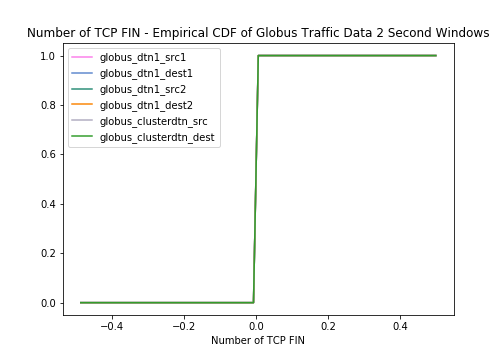 Number of TCP FIN - Empirical CDF of Globus Traffic Data 2 Second Windows
globus_dtn1_src1
globus_dtn1_dest1
globus_dtn1_src2
globus_dtn1_dest2
globus_clusterdtn_src
globus_clusterdtn_dest
1.0
0.8
0.6
0.4
0.2
0.0
−0.4 −0.2 0.0 0.2 0.4
Number of TCP FIN